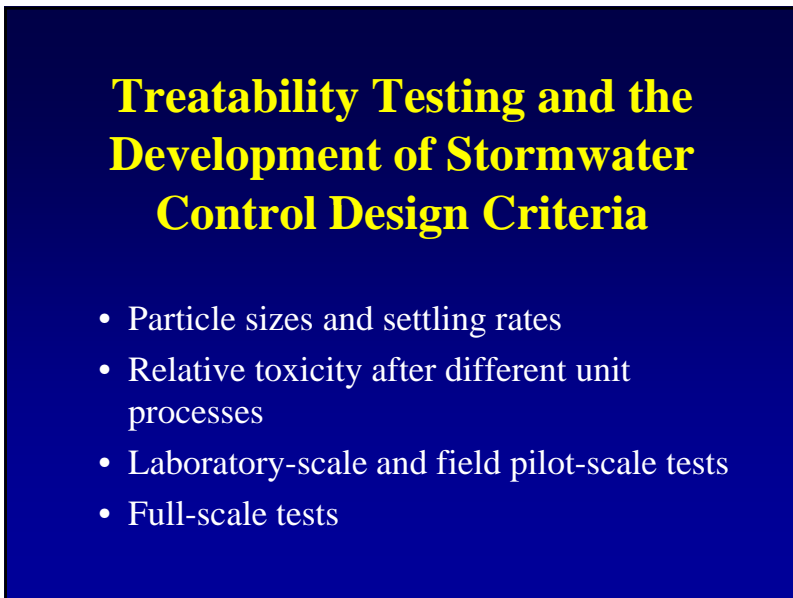 Treatability Testing and the
Development of Stormwater
Control Design Criteria
• Particle sizes and settling rates
• Relative toxicity after different unit
processes
• Laboratory-scale and field pilot-scale tests
• Full-scale tests